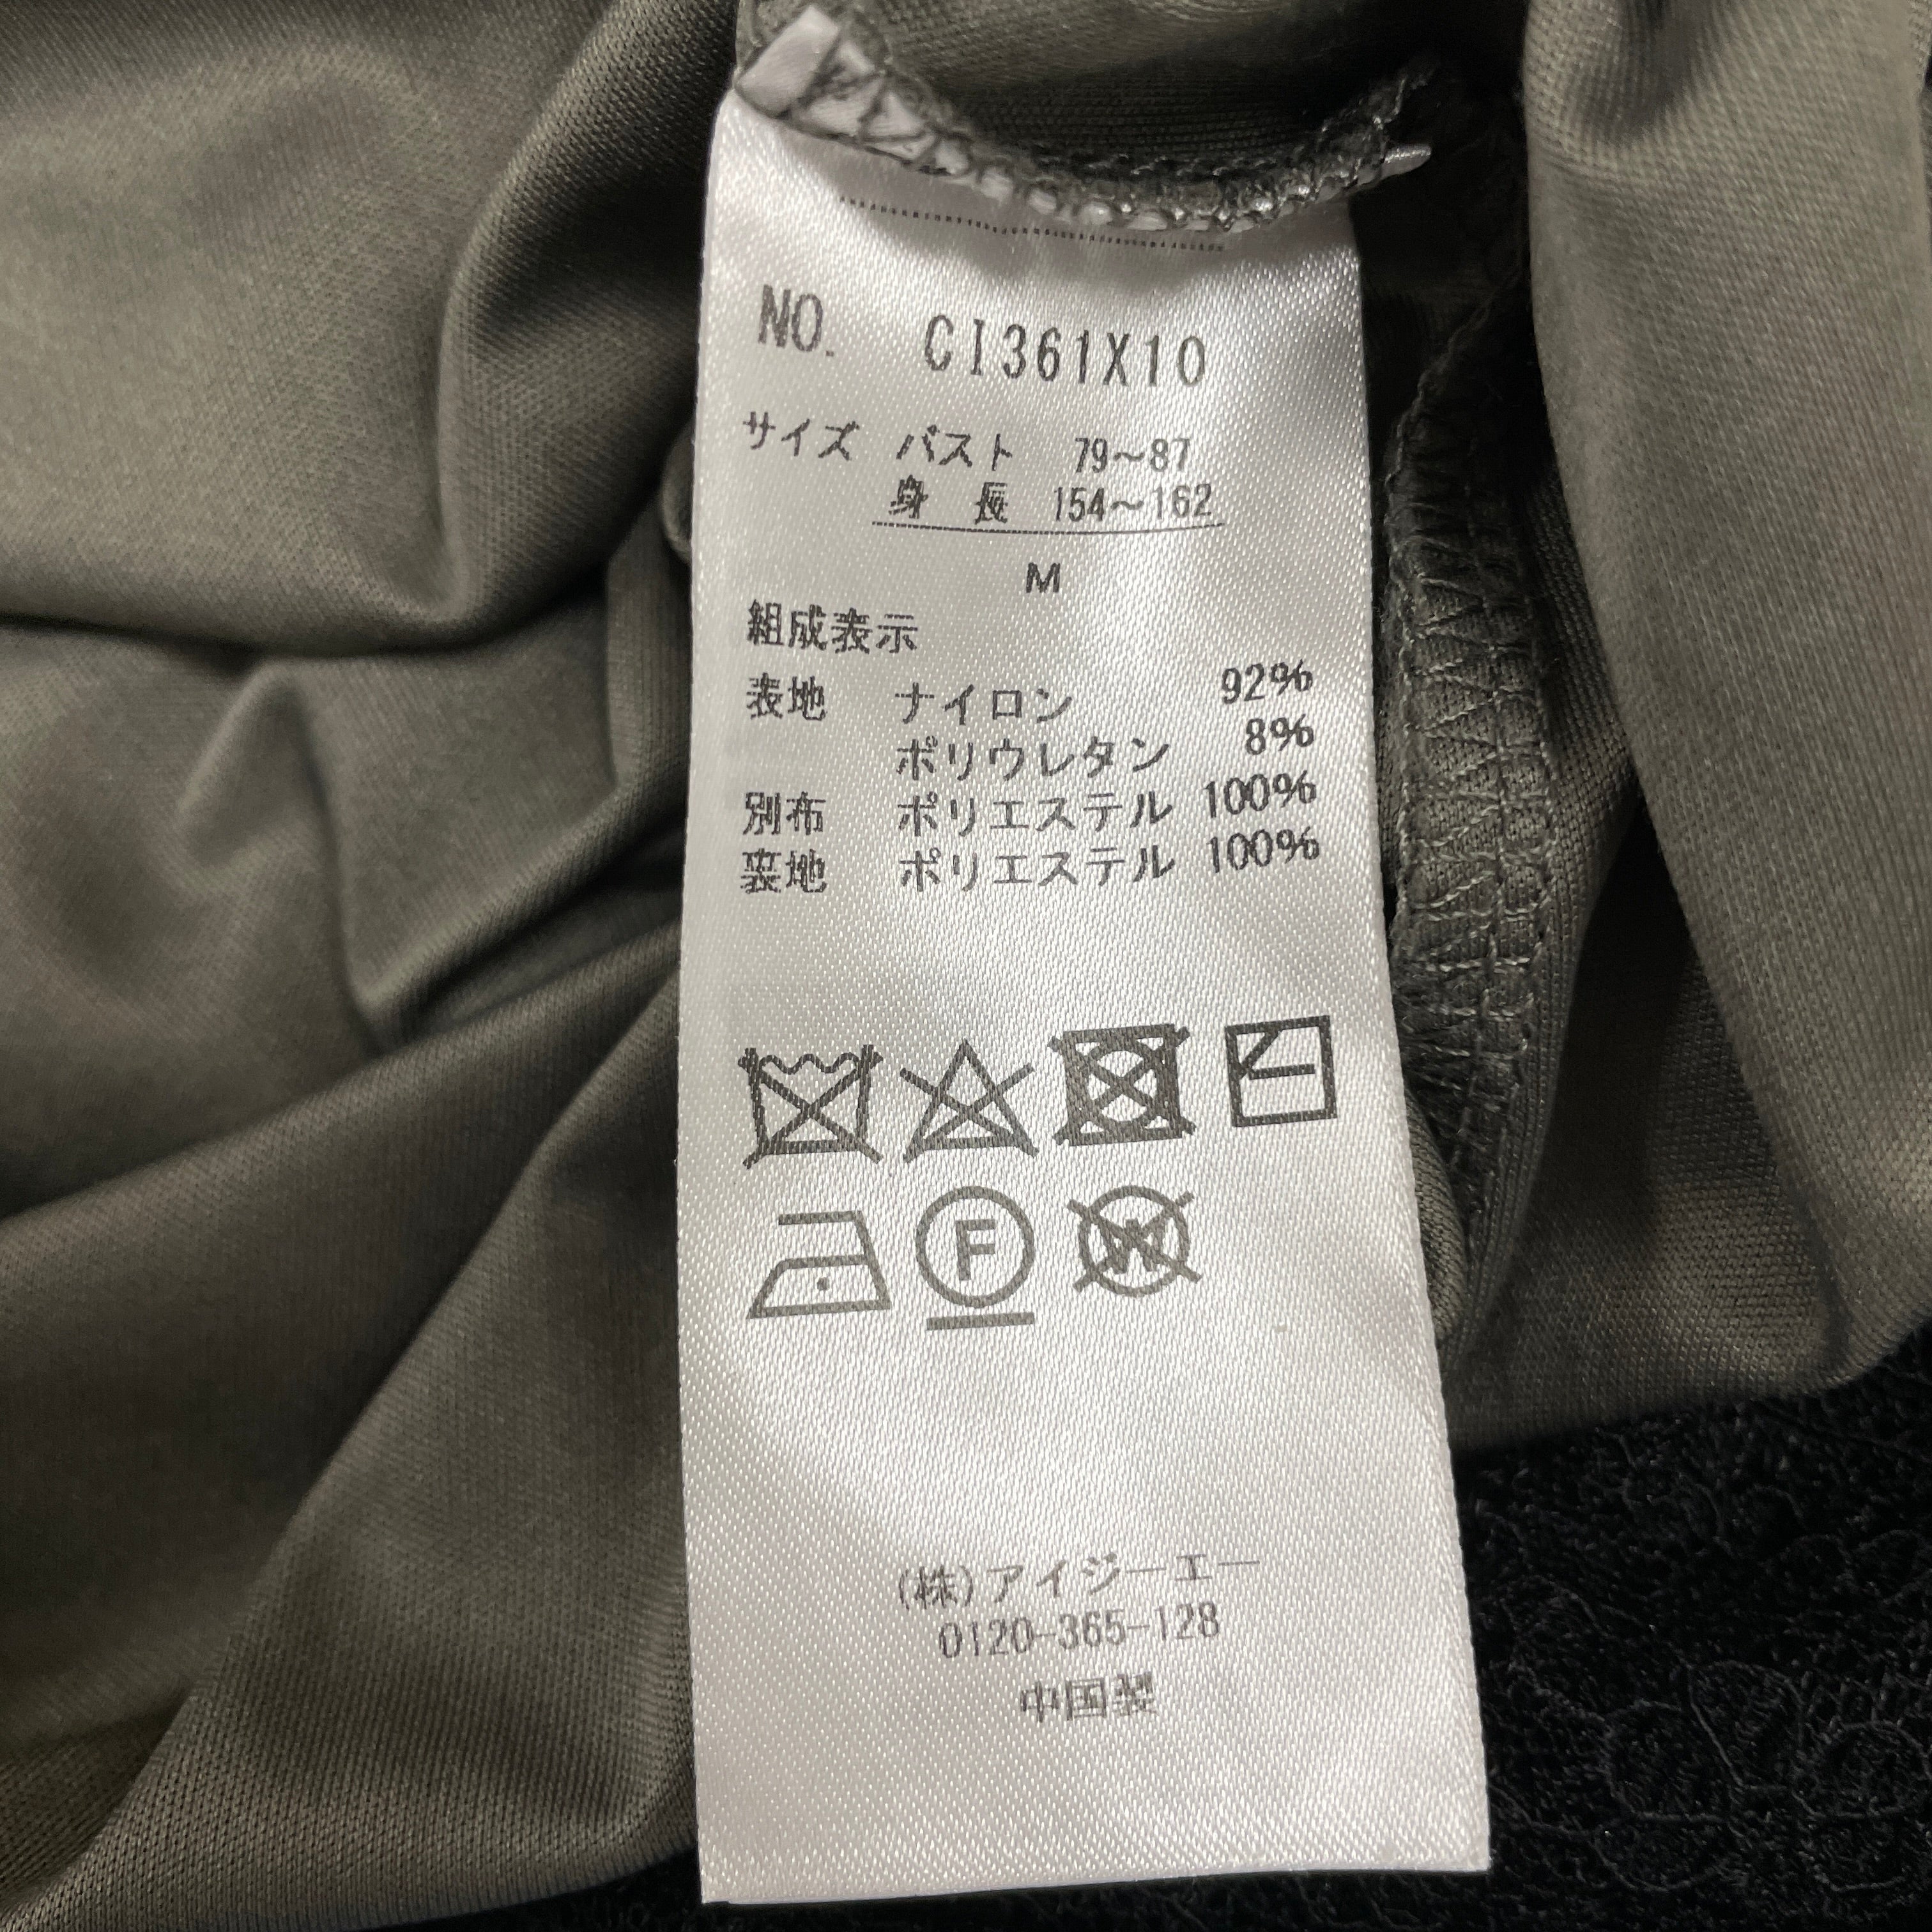 NO. CI361X10
サイズ バスト 79～87
身 長 154～162
M
組成表示
表地 ナイロン 92%
ポリウレタン 8%
別布 ポリエステル 100%
裏地 ポリエステル 100%
F
W
(株)アイジーエー
0120-365-128
中国製